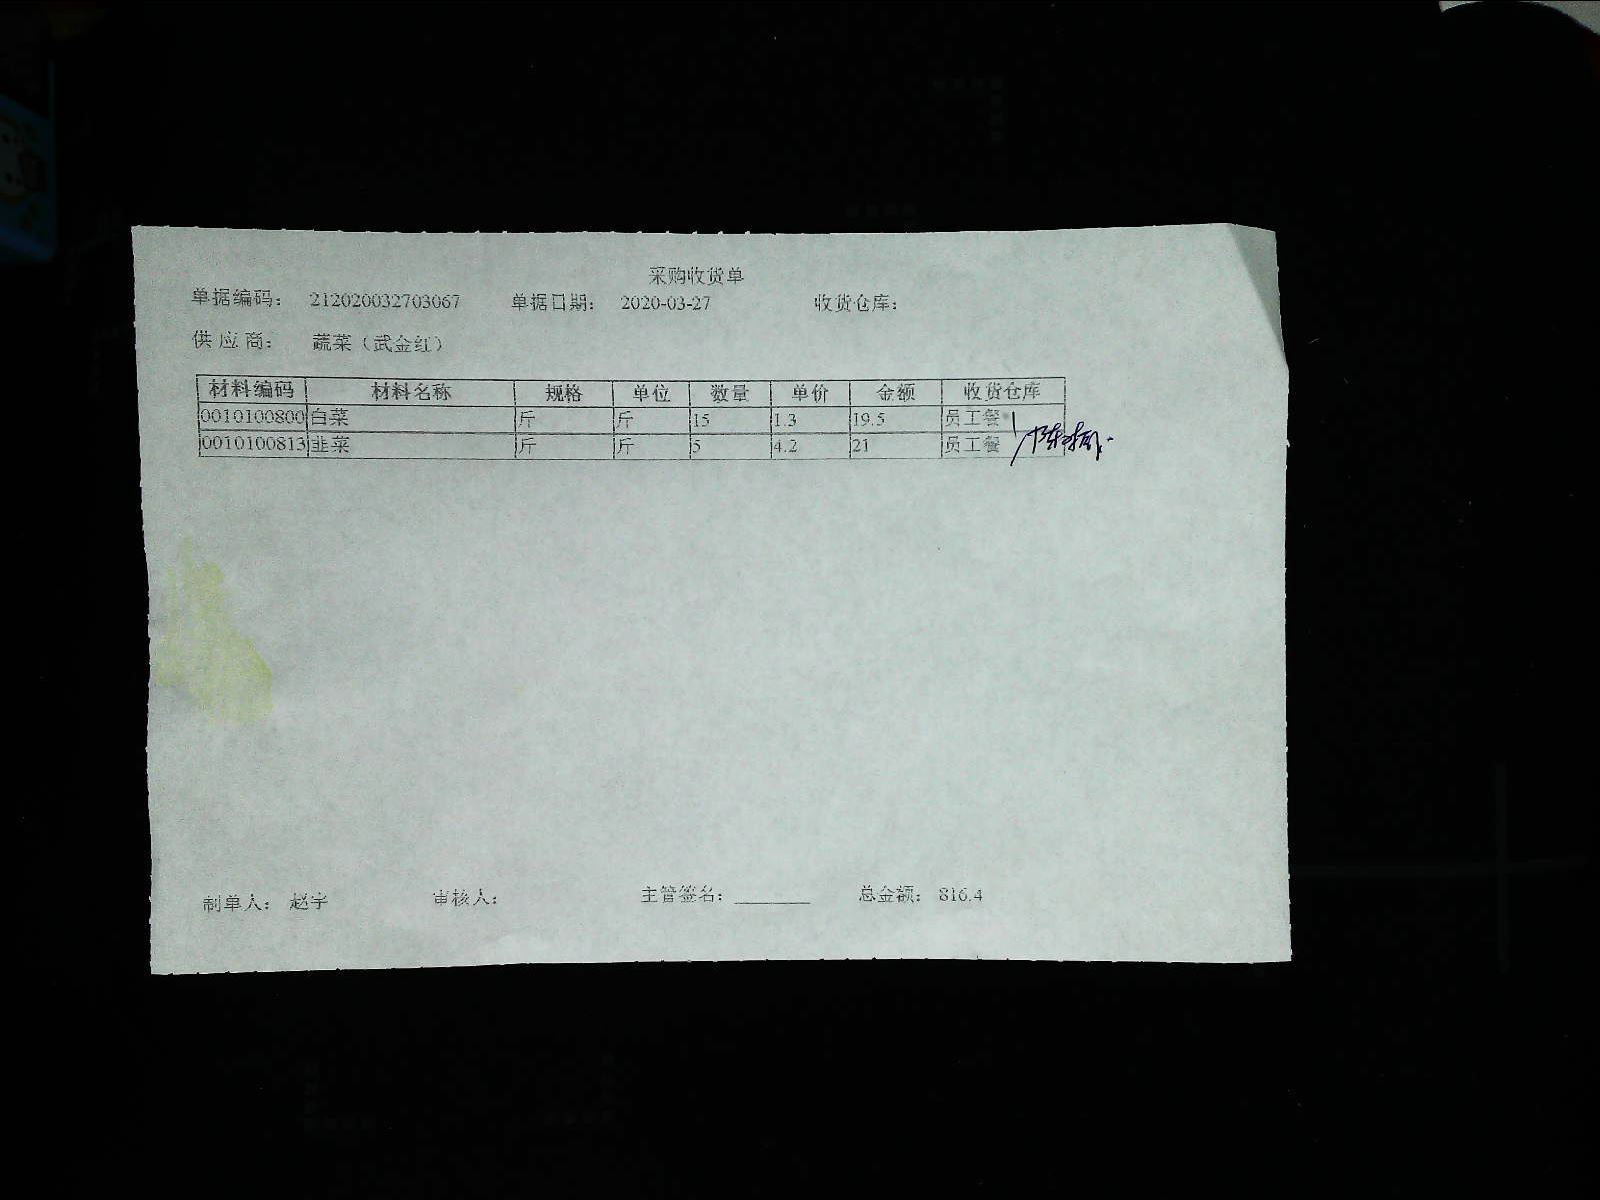 采购收货单
单据编码： 212020032703067 单据日期： 2020-03-27 收货仓库：
供应商： 蔬菜（武金红）
材料编码 材料名称 规格 单位 数量 单价 金额 收货仓库
0010100800 白菜 斤 斤 15 1.3 19.5 员工餐
0010100813 韭菜 斤 斤 5 4.2 21 员工餐
制单人： 赵宇 审核人： 主管签名： 总金额： 816.4